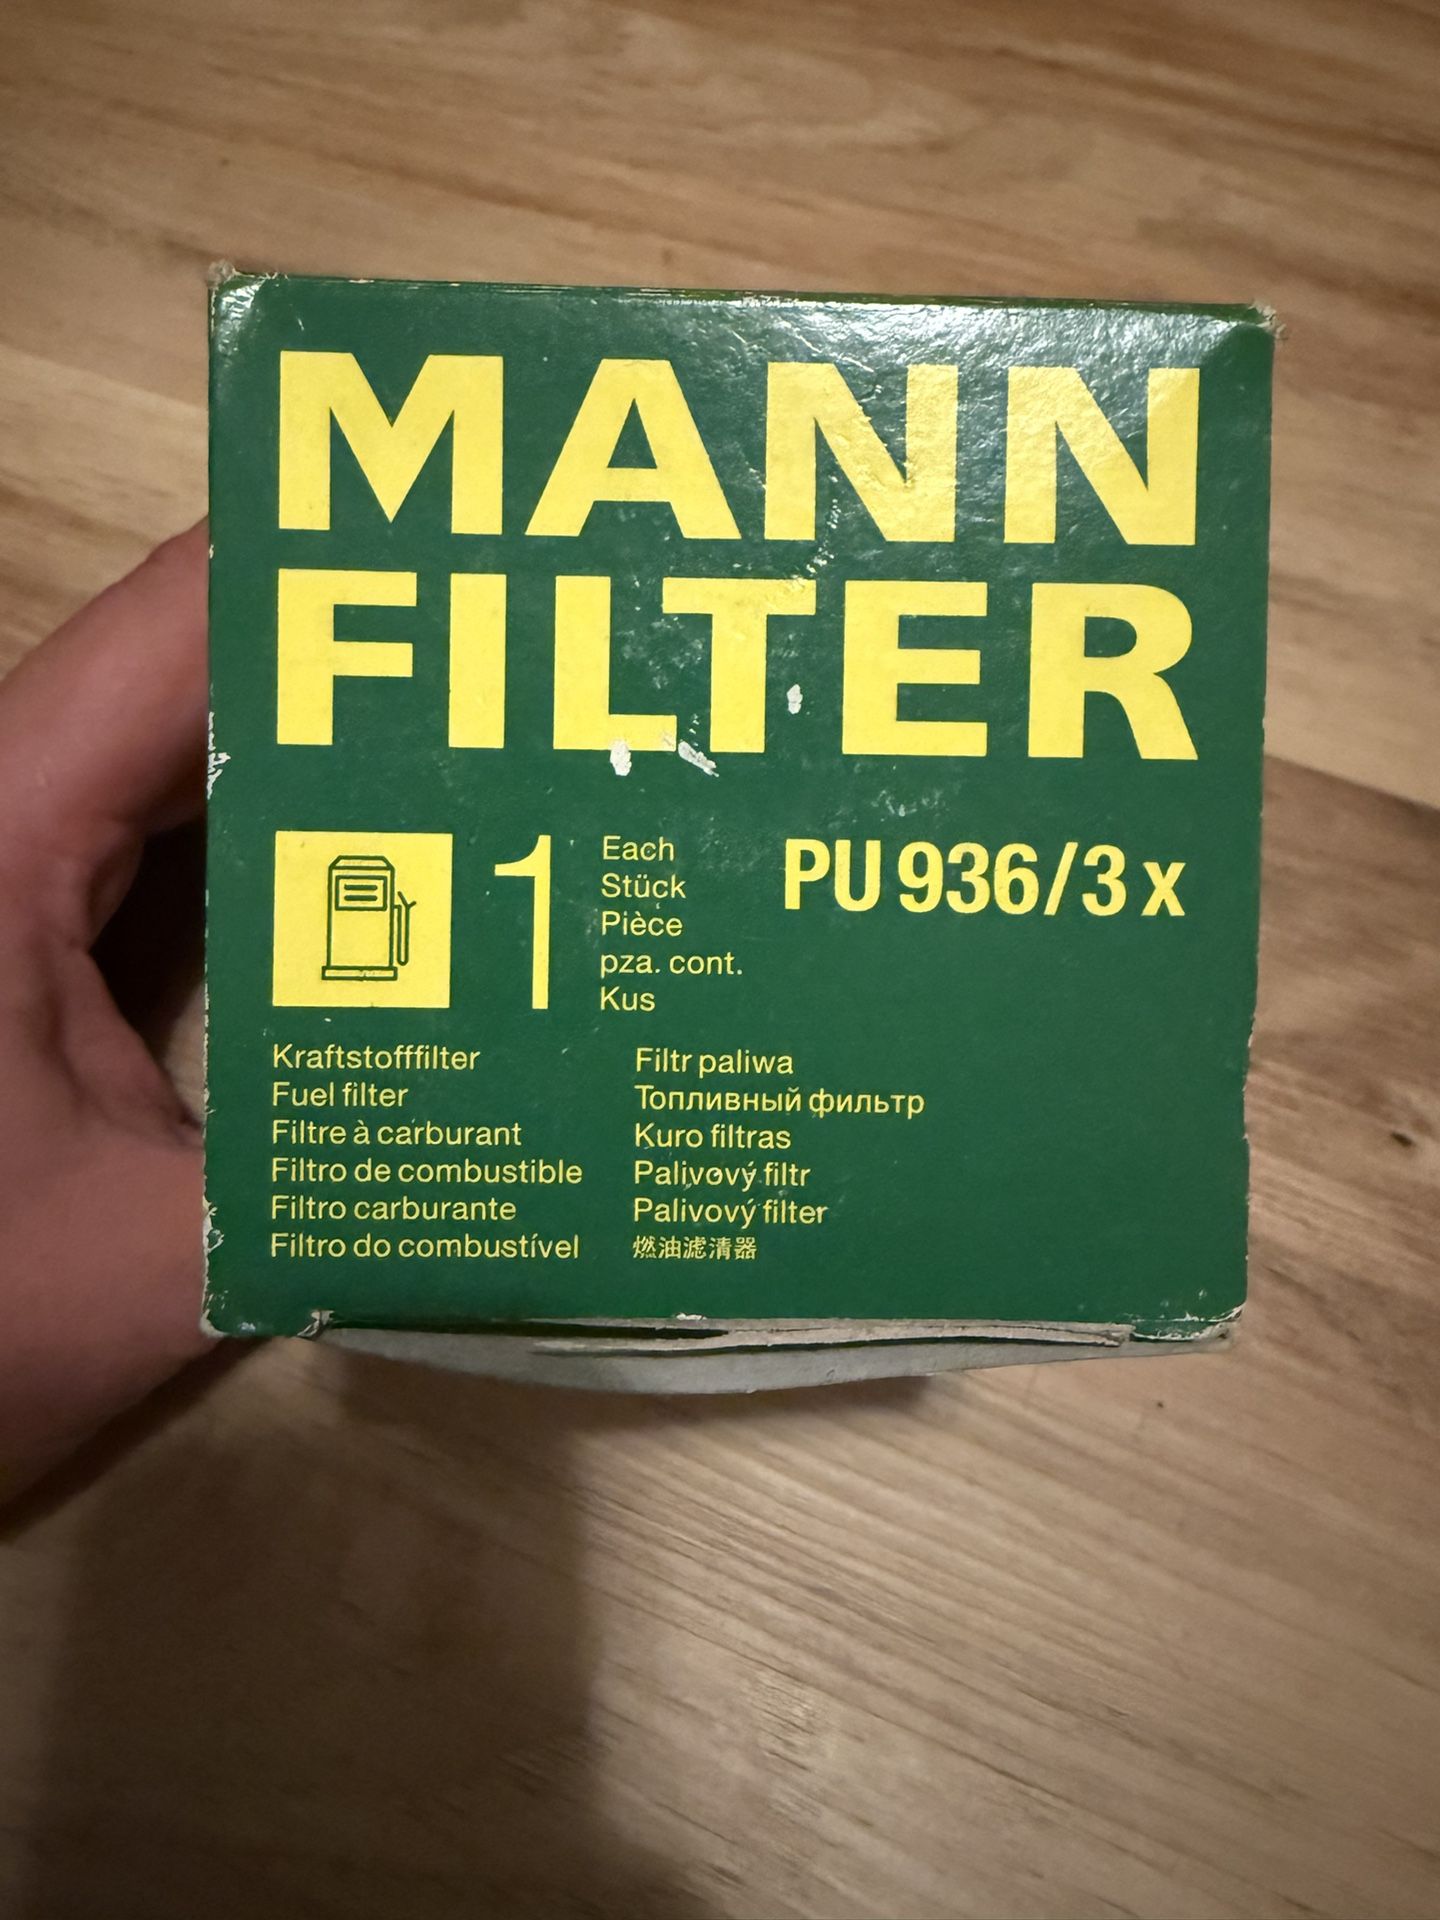 MANN
FILTER
1
Each
Stück
Pièce
pza. cont.
Kus
PU 936/3 x
Kraftstofffilter
Fuel filter
Filtre à carburant
Filtro de combustible
Filtro carburante
Filtro do combustível
Filtr paliwa
Топливный фильтр
Kuro filtras
Palivový filtr
Palivový filter
燃油滤清器